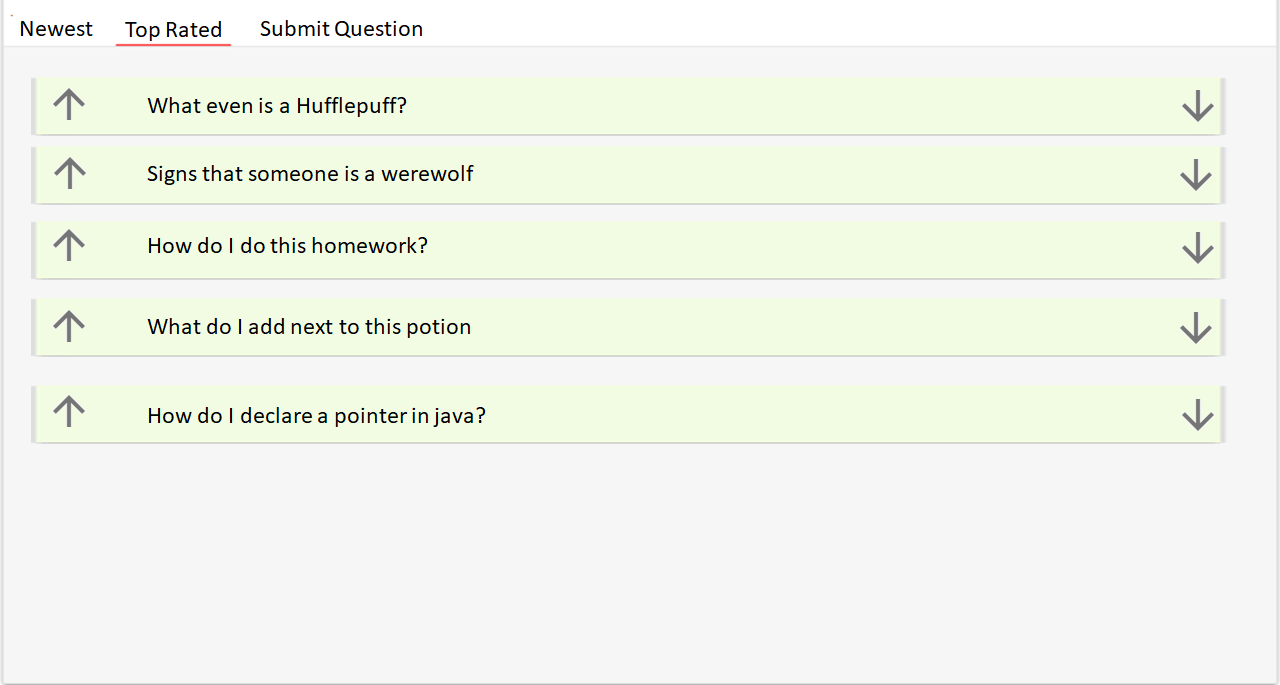 Newest Top Rated Submit Question
What even is a Hufflepuff?
Signs that someone is a werewolf
How do I do this homework?
What do I add next to this potion
How do I declare a pointer in java?